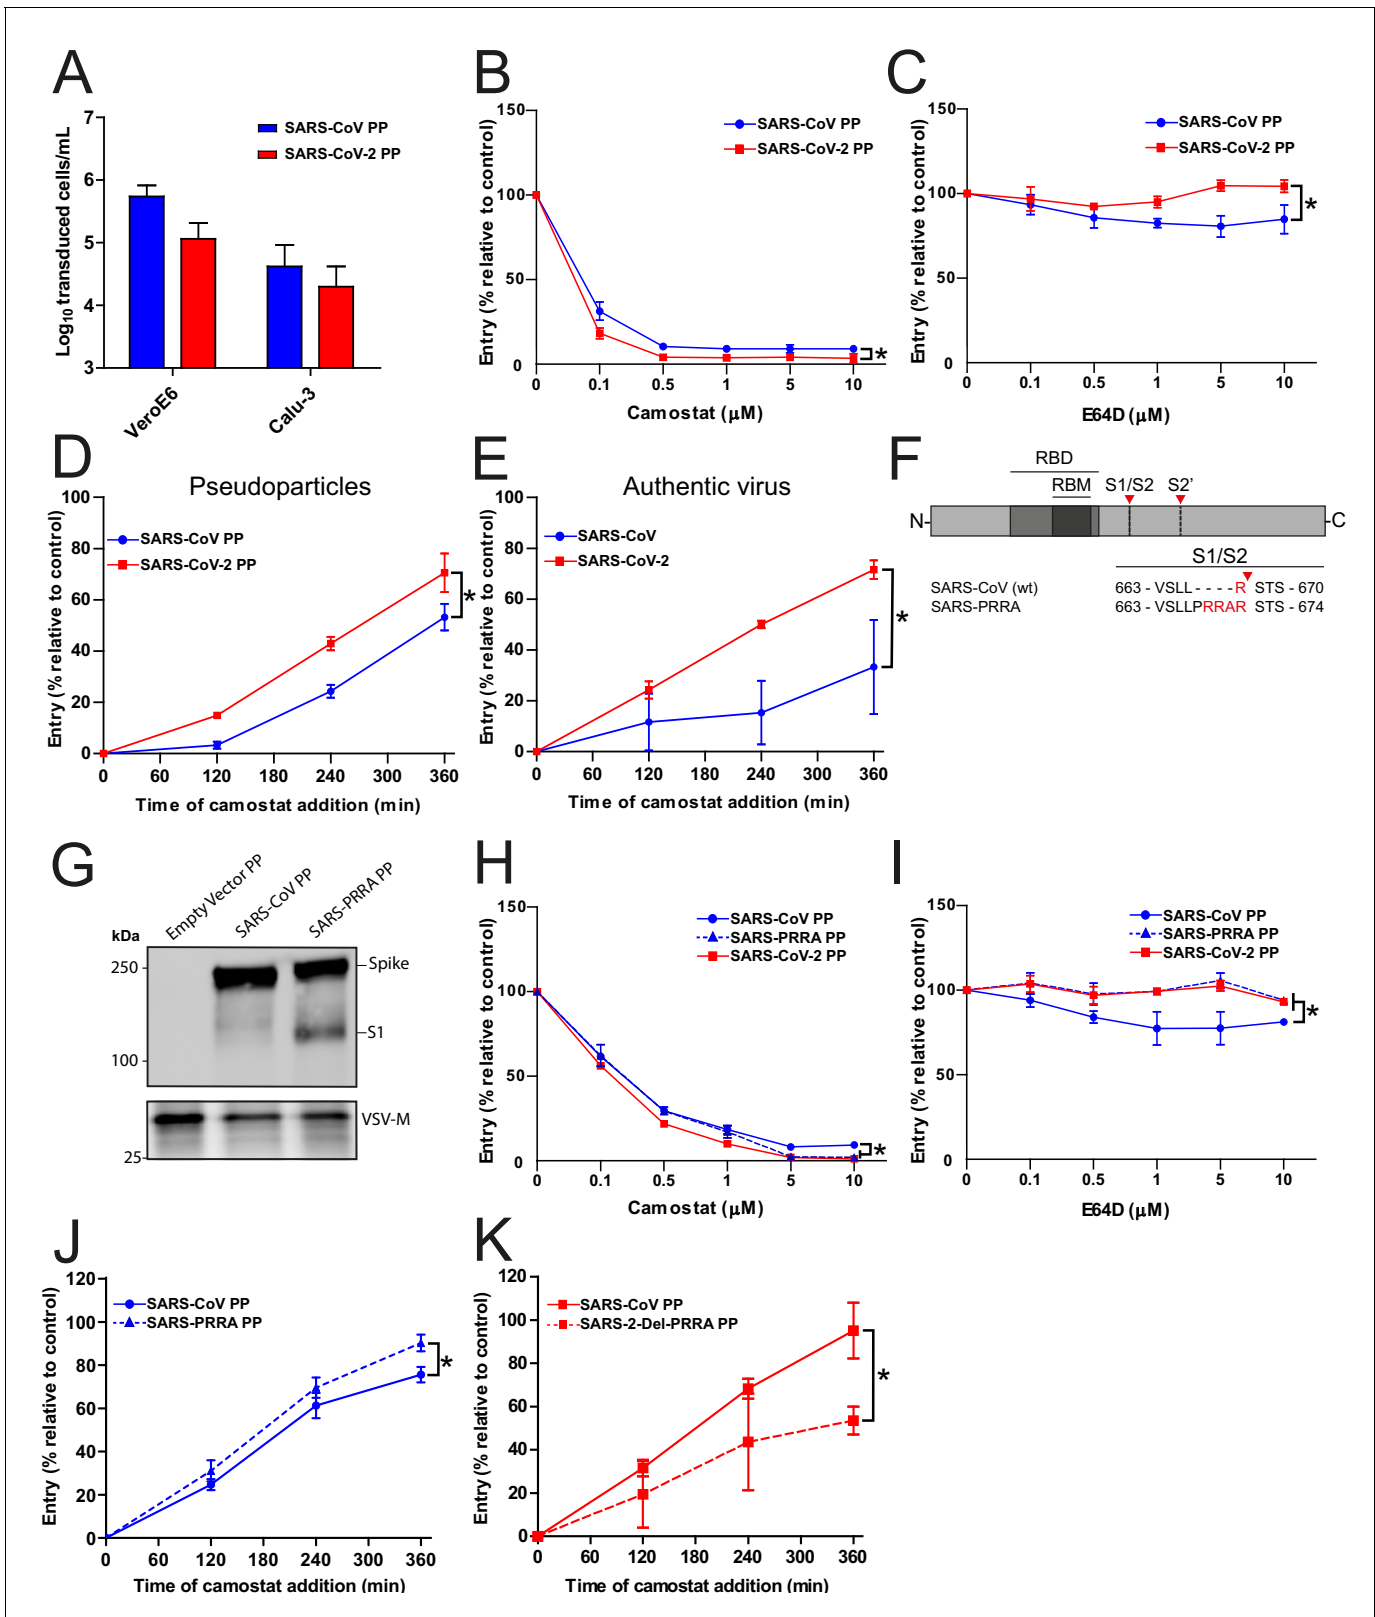 A
7
6
5
4
3
Log10 transduced cells/mL
SARS-CoV PP
SARS-CoV-2 PP
VeroE6
Calu-3
B
150
100
50
0
Entry (% relative to control)
SARS-CoV PP
SARS-CoV-2 PP
*
0 0.1 0.5 1 5 10
Camostat (μM)
C
150
100
50
0
Entry (% relative to control)
SARS-CoV PP
SARS-CoV-2 PP
*
0 0.1 0.5 1 5 10
E64D (μM)
D
Pseudoparticles
100
80
60
40
20
0
Entry (% relative to control)
SARS-CoV PP
SARS-CoV-2 PP
*
0 60 120 180 240 300 360
Time of camostat addition (min)
E
Authentic virus
100
80
60
40
20
0
Entry (% relative to control)
SARS-CoV
SARS-CoV-2
*
0 60 120 180 240 300 360
Time of camostat addition (min)
F
RBD
RBM S1/S2 S2'
N- -C
S1/S2
SARS-CoV (wt) 663 - VSLL - - - - R STS - 670
SARS-PRRA 663 - VSLLPRRAR STS - 674
G
Empty Vector PP
SARS-CoV PP
SARS-PRRA PP
kDa
250
100
25
Spike
S1
VSV-M
H
150
100
50
0
Entry (% relative to control)
SARS-CoV PP
SARS-PRRA PP
SARS-CoV-2 PP
*
0 0.1 0.5 1 5 10
Camostat (μM)
I
150
100
50
0
Entry (% relative to control)
SARS-CoV PP
SARS-PRRA PP
SARS-CoV-2 PP
*
0 0.1 0.5 1 5 10
E64D (μM)
J
120
100
80
60
40
20
0
Entry (% relative to control)
SARS-CoV PP
SARS-PRRA PP
*
0 60 120 180 240 300 360
Time of camostat addition (min)
K
120
100
80
60
40
20
0
Entry (% relative to control)
SARS-CoV PP
SARS-2-Del-PRRA PP
*
0 60 120 180 240 300 360
Time of camostat addition (min)